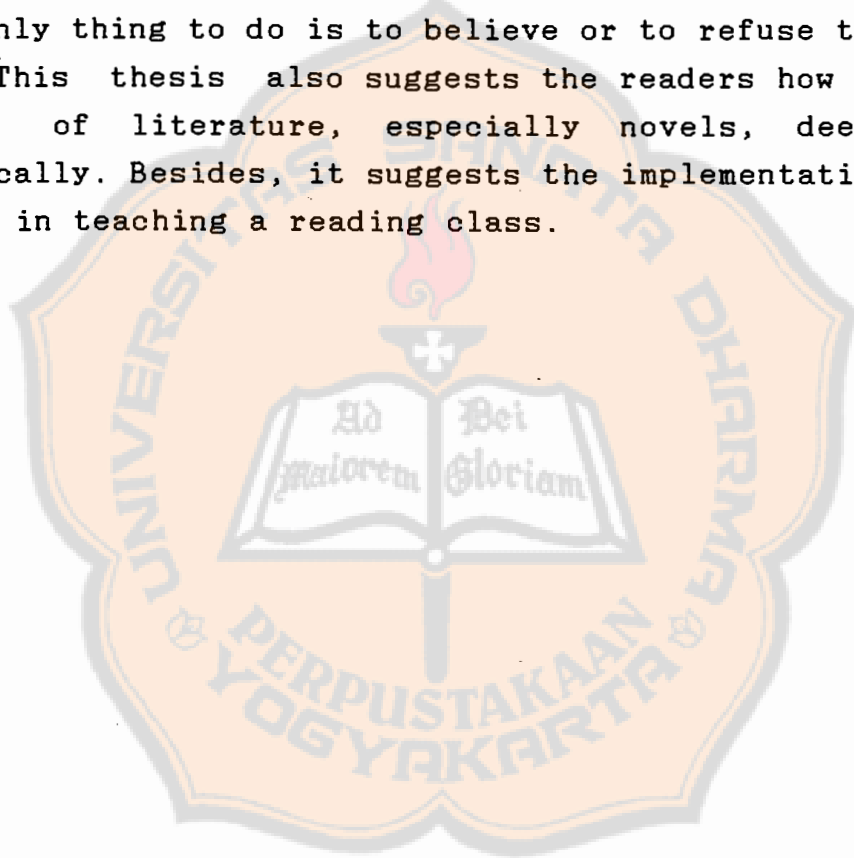 nly thing to do is to believe or to refuse t
This thesis also suggests the readers how
of literature, especially novels, dee
cally. Besides, it suggests the implementati
in teaching a reading class.
UNIVERSITAS SANATA DHARMA
Ad Dei
Maiorem Gloriam
PERPUSTAKAAN
YOGYAKARTA